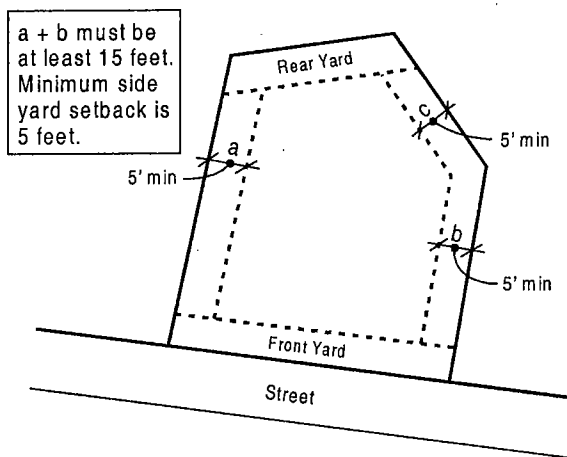 a + b must be
at least 15 feet.
Minimum side
yard setback is
5 feet.
Rear Yard
c
5' min
a
5' min
b
5' min
Front Yard
Street